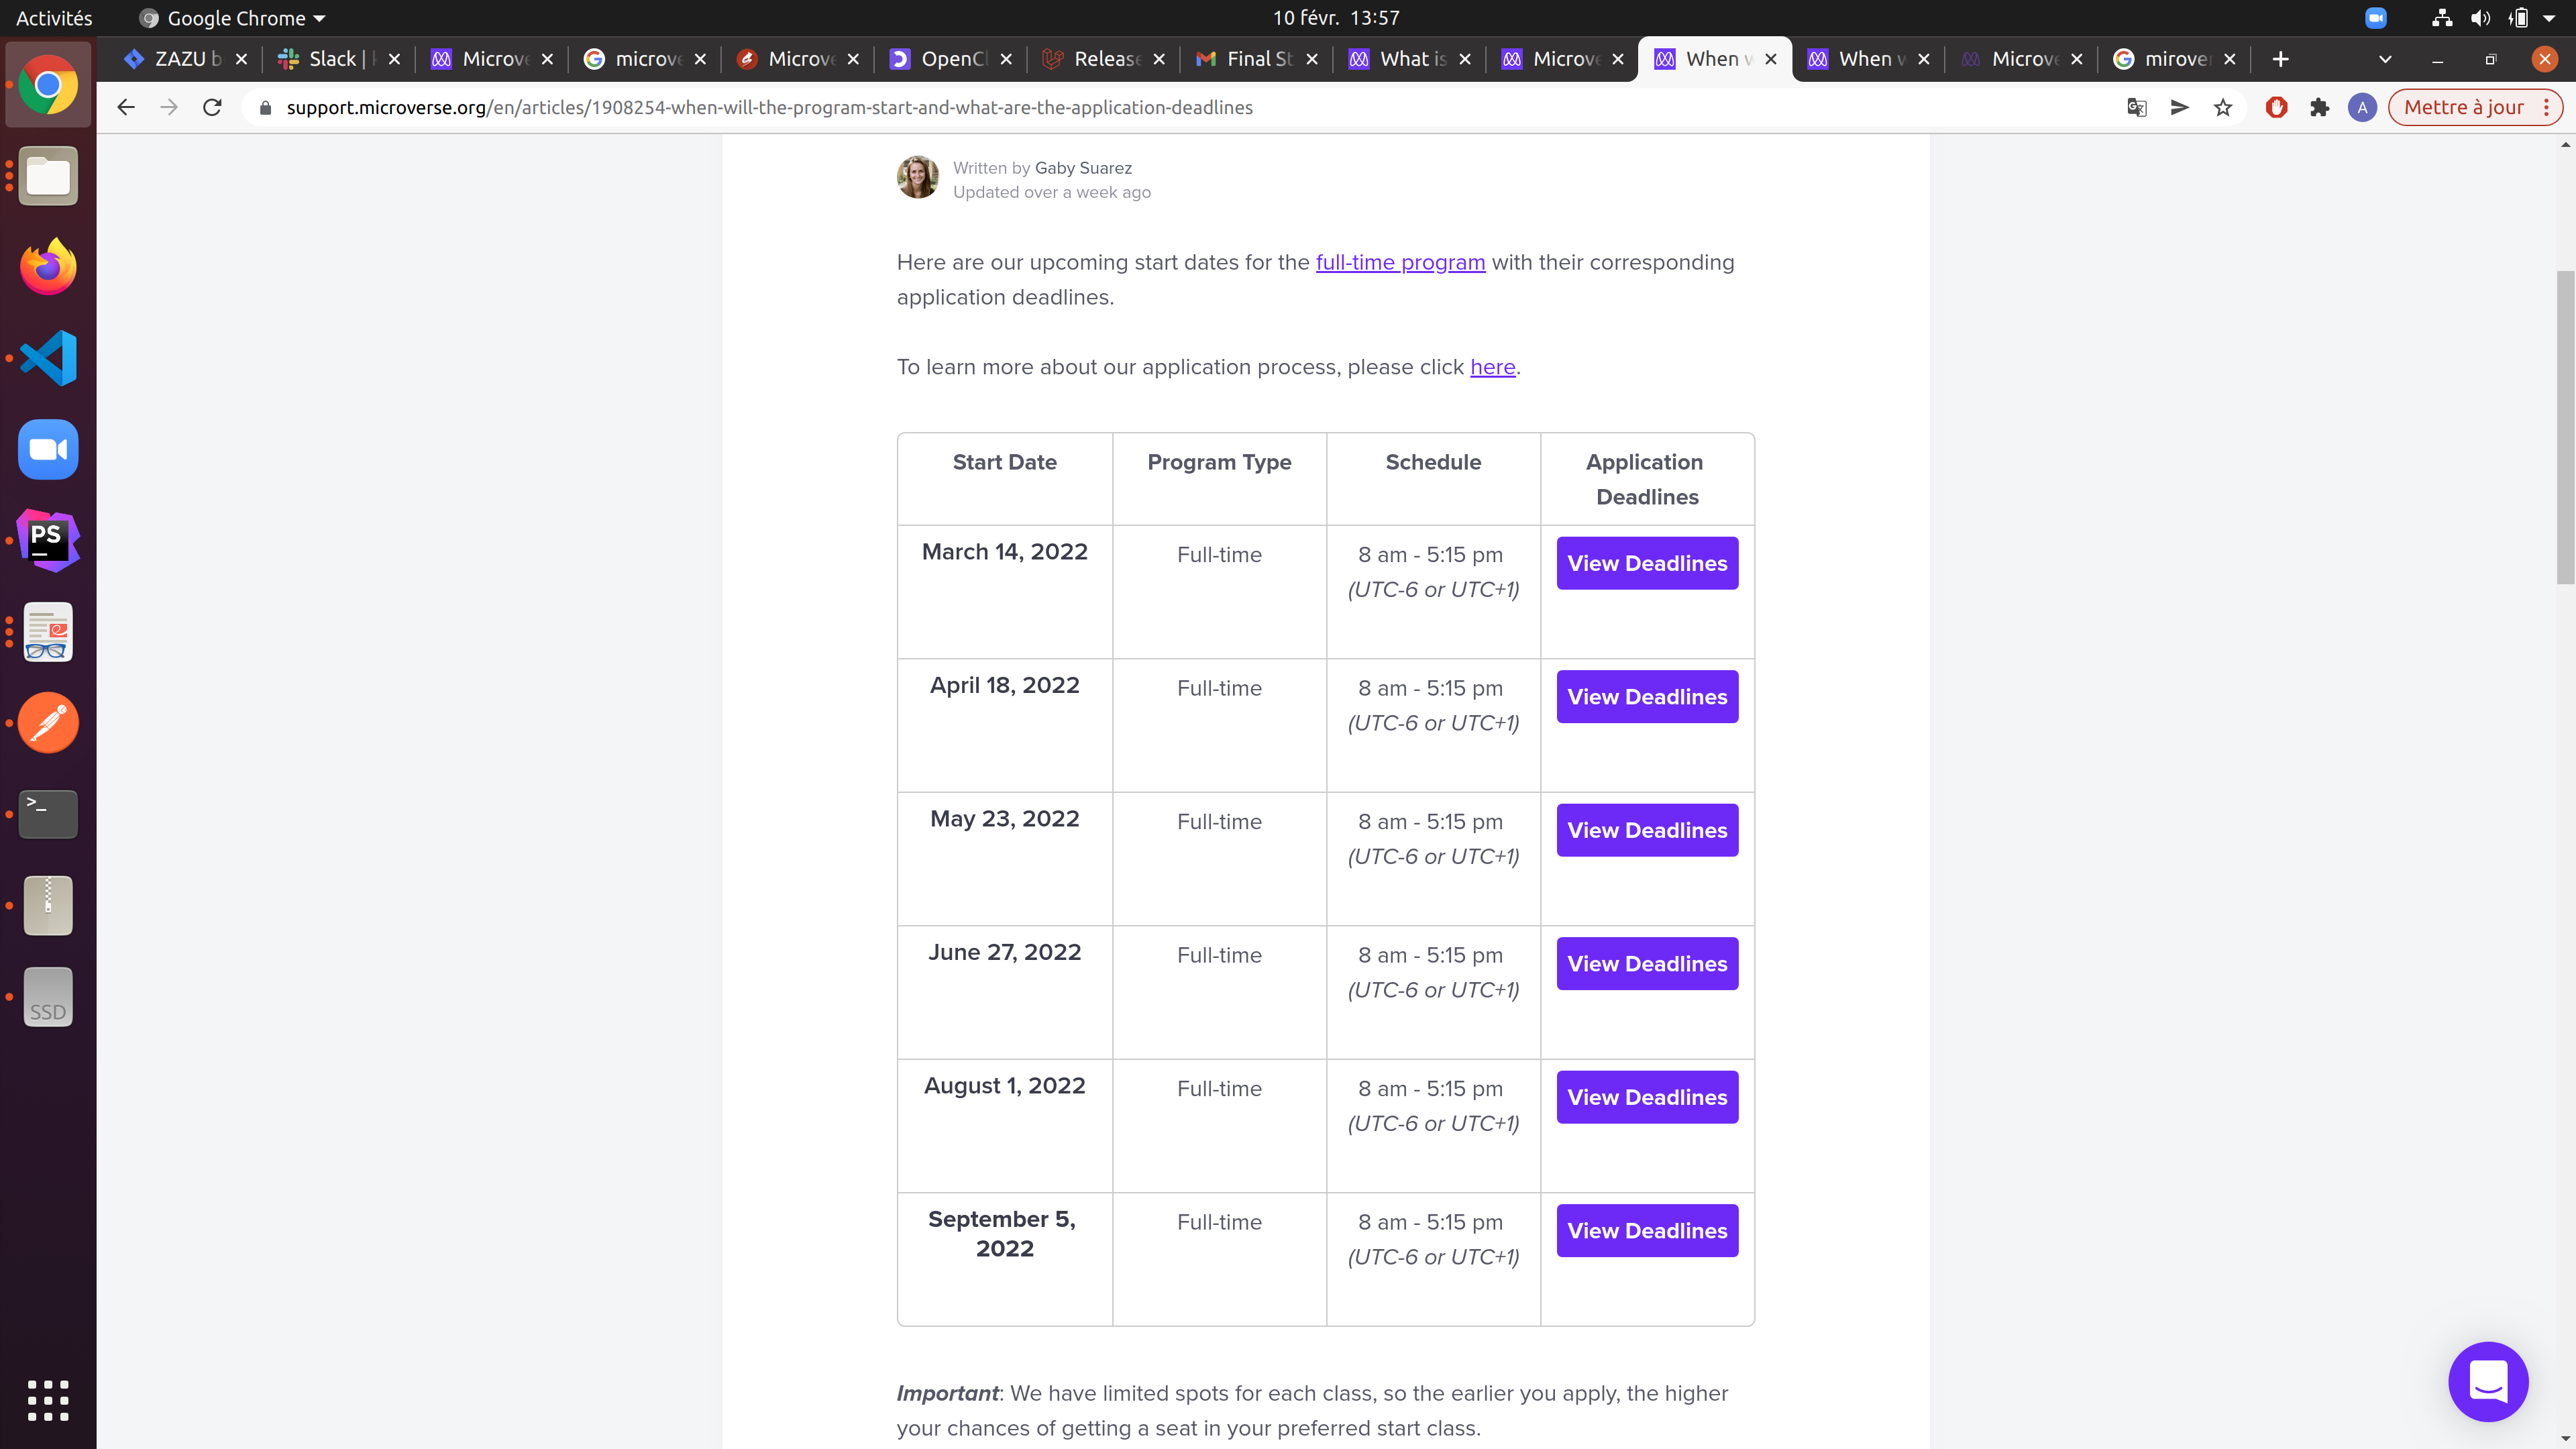 Activités
Google Chrome
10 févr. 13:57
ZAZU b
Slack |
Microve
microve
Microve
OpenCl
Release
Final St
What is
Microve
When w
When w
Microve
mirover
support.microverse.org/en/articles/1908254-when-will-the-program-start-and-what-are-the-application-deadlines
A
Mettre à jour
Written by Gaby Suarez
Updated over a week ago
Here are our upcoming start dates for the full-time program with their corresponding
application deadlines.
To learn more about our application process, please click here.
Start Date Program Type Schedule Application
Deadlines
March 14, 2022 Full-time 8 am - 5:15 pm View Deadlines
(UTC-6 or UTC+1)
April 18, 2022 Full-time 8 am - 5:15 pm View Deadlines
(UTC-6 or UTC+1)
May 23, 2022 Full-time 8 am - 5:15 pm View Deadlines
(UTC-6 or UTC+1)
June 27, 2022 Full-time 8 am - 5:15 pm View Deadlines
(UTC-6 or UTC+1)
August 1, 2022 Full-time 8 am - 5:15 pm View Deadlines
(UTC-6 or UTC+1)
September 5, Full-time 8 am - 5:15 pm View Deadlines
2022 (UTC-6 or UTC+1)
Important: We have limited spots for each class, so the earlier you apply, the higher
your chances of getting a seat in your preferred start class.
PS
>_
SSD